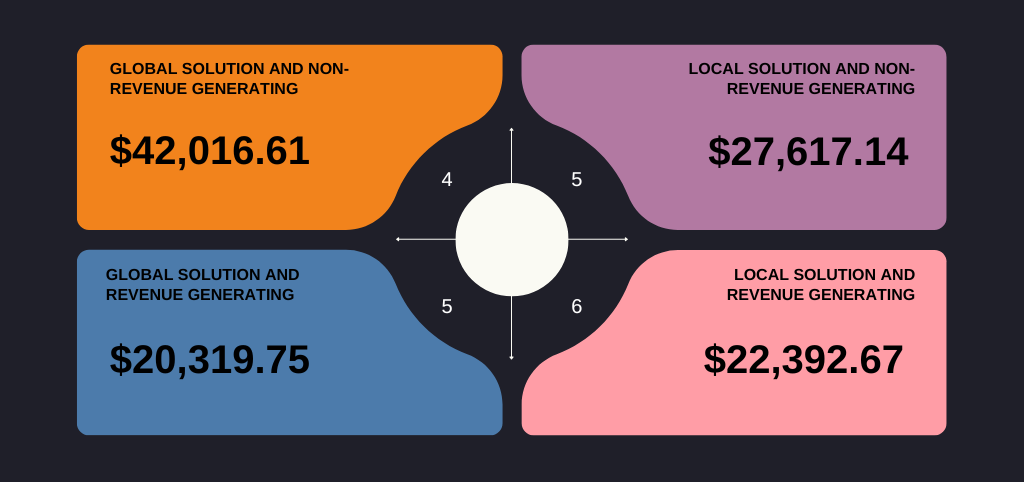 GLOBAL SOLUTION AND NON-
REVENUE GENERATING
$42,016.61
LOCAL SOLUTION AND NON-
REVENUE GENERATING
$27,617.14
4
5
GLOBAL SOLUTION AND
REVENUE GENERATING
$20,319.75
5
6
LOCAL SOLUTION AND
REVENUE GENERATING
$22,392.67